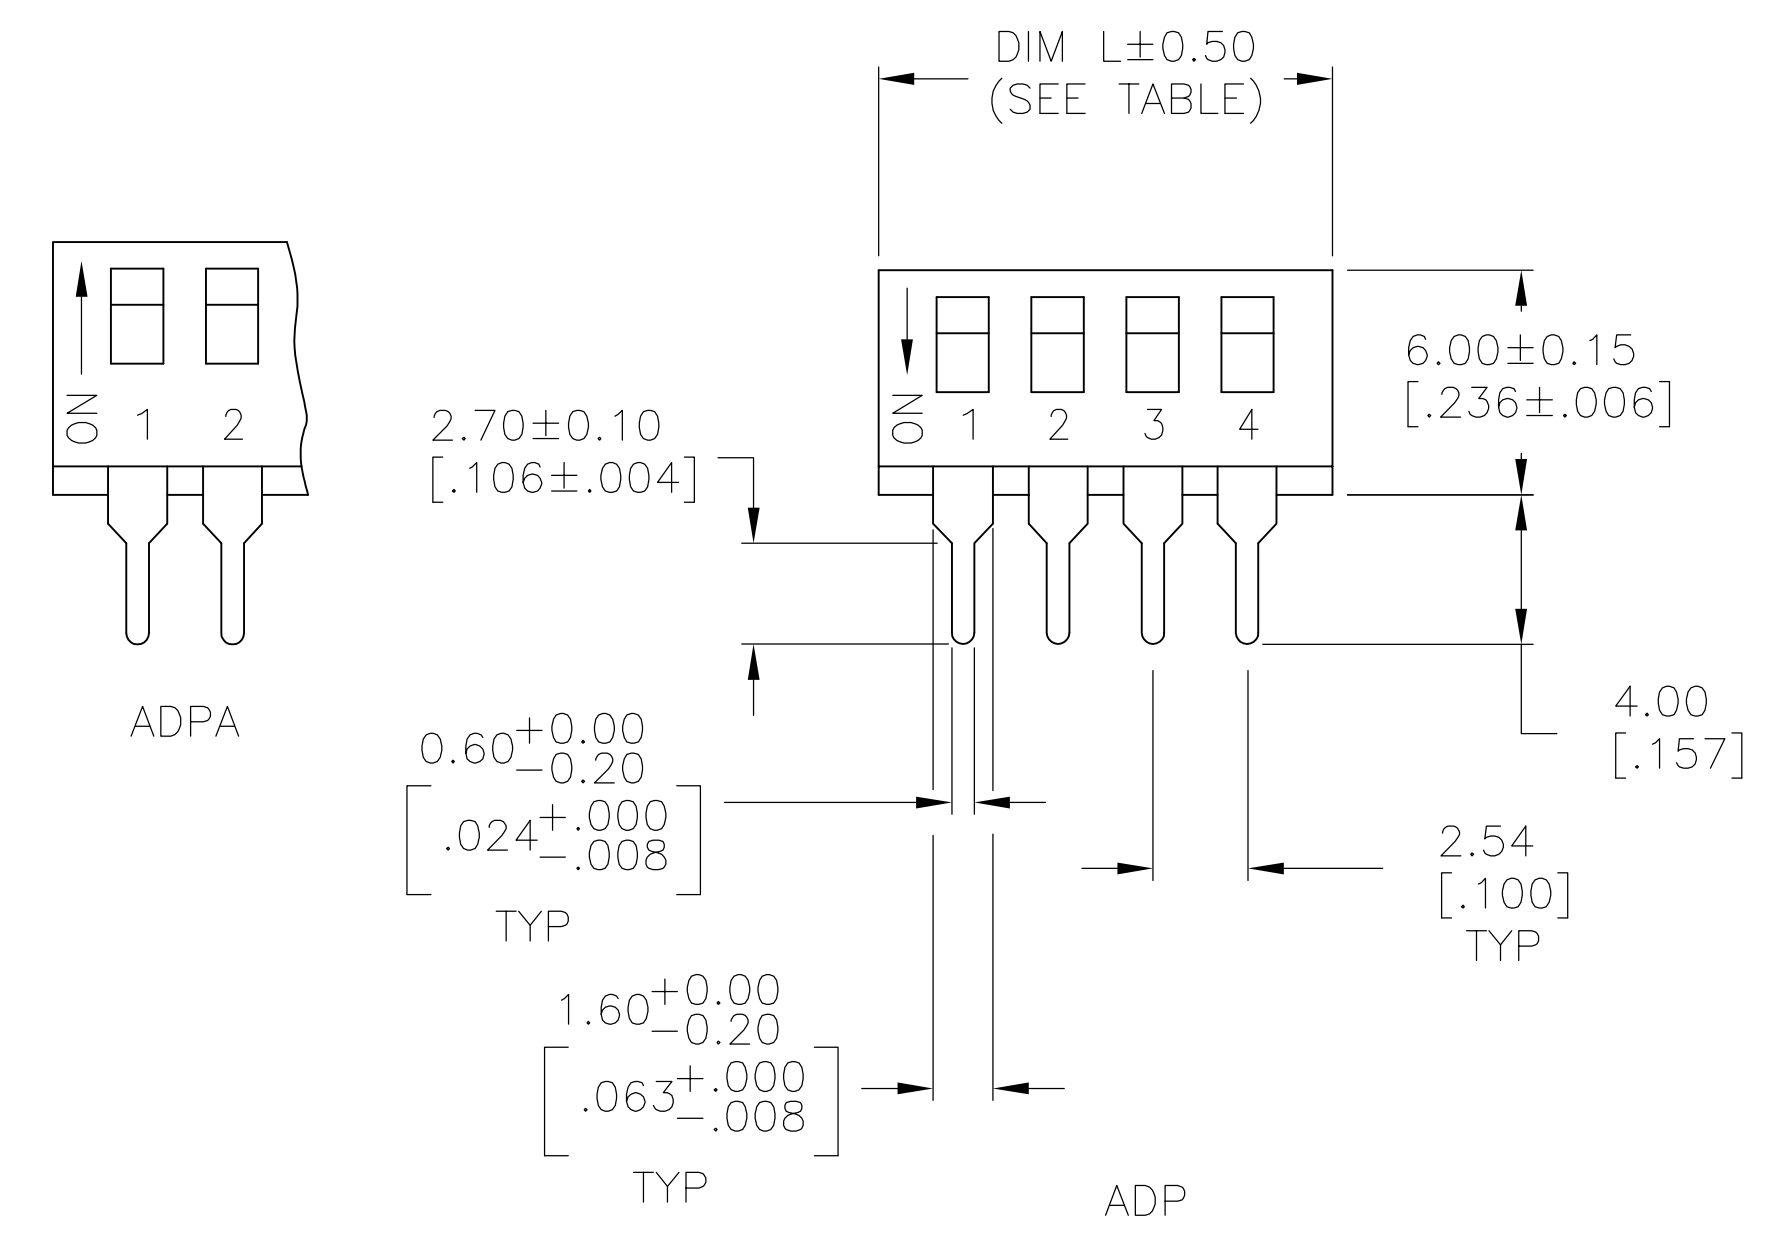 DIM L±0.50
(SEE TABLE)
ON
1 2
ADPA
ON
1 2 3 4
6.00±0.15
[.236±.006]
2.70±0.10
[.106±.004]
4.00
[.157]
0.60+0.00
-0.20
[.024+.000
-.008]
TYP
2.54
[.100]
TYP
1.60+0.00
-0.20
[.063+.000
-.008]
TYP
ADP